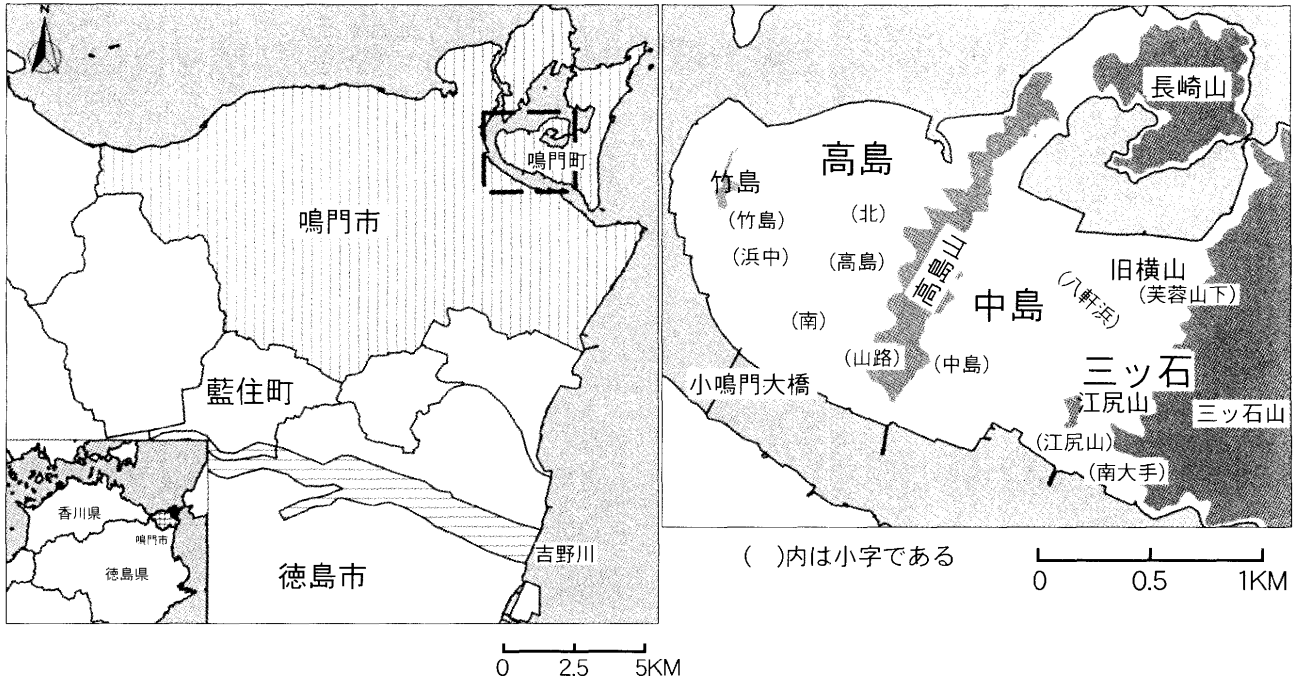 N
鳴門町
鳴門市
藍住町
香川県
鳴門市
徳島県
徳島市
吉野川
0 2.5 5KM
長崎山
高島
竹島
(竹島)
(北)
(浜中)
(高島)
高島山
旧横山
(芙蓉山下)
(八軒浜)
中島
(南)
(山路)
(中島)
三ッ石
小鳴門大橋
江尻山
三ッ石山
(江尻山)
(南大手)
( )内は小字である
0 0.5 1KM